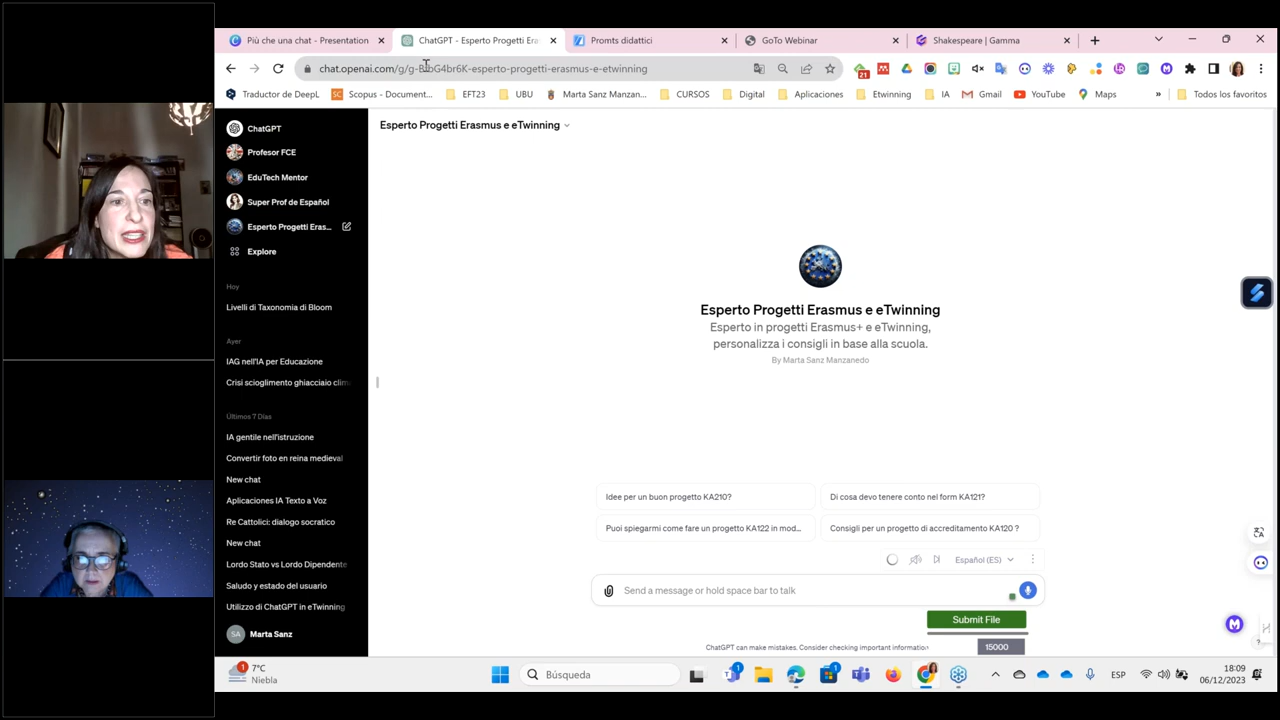 Più che una chat - Presentation
ChatGPT - Esperto Progetti Era
Promts didattici
GoTo Webinar
Shakespeare | Gamma
chat.openai.com/g/g-BbG4br6K-esperto-progetti-erasmus-e-etwinning
21
Traductor de DeepL
Scopus - Document...
EFT23
UBU
Marta Sanz Manzan...
CURSOS
Digital
Aplicaciones
Etwinning
IA
Gmail
YouTube
Maps
»
Todos los favoritos
ChatGPT
Profesor FCE
EduTech Mentor
Super Prof de Español
Esperto Progetti Eras...
Explore
Hoy
Livelli di Taxonomia di Bloom
Ayer
IAG nell'IA per Educazione
Crisi scioglimento ghiacciaio clim
Últimos 7 Días
IA gentile nell'istruzione
Convertir foto en reina medieval
New chat
Aplicaciones IA Texto a Voz
Re Cattolici: dialogo socratico
New chat
Lordo Stato vs Lordo Dipendente
Saludo y estado del usuario
Utilizzo di ChatGPT in eTwinning
SA
Marta Sanz
Esperto Progetti Erasmus e eTwinning
Esperto Progetti Erasmus e eTwinning
Esperto in progetti Erasmus+ e eTwinning,
personalizza i consigli in base alla scuola.
By Marta Sanz Manzanedo
Idee per un buon progetto KA210?
Di cosa devo tenere conto nel form KA121?
Puoi spiegarmi come fare un progetto KA122 in mod...
Consigli per un progetto di accreditamento KA120 ?
Español (ES)
Send a message or hold space bar to talk
Submit File
ChatGPT can make mistakes. Consider checking important informatio
15000
1
7°C
Niebla
Búsqueda
1
1
ESP
18:09
06/12/2023